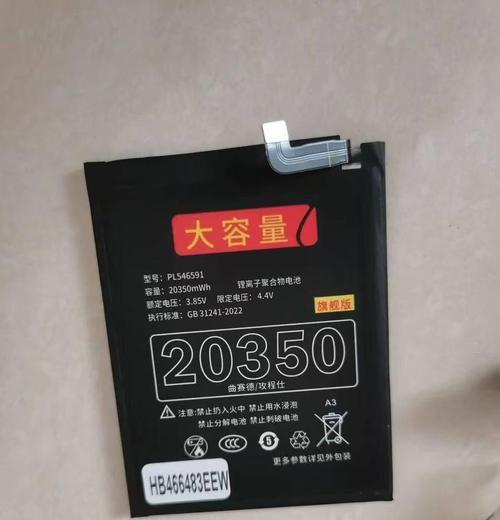 大容量
型号：PL546591
容量：20350mWh 锂离子聚合物电池
额定电压：3.85V 限定电压：4.4V
执行标准：GB 31241-2022
旗舰版
20350
曲赛德/攻程仕
注意：禁止投入火中 禁止用水浸泡
禁止分解电池 禁止刺破电池
A3
CCC
5
更多参数详见外包装
HB466483EEW